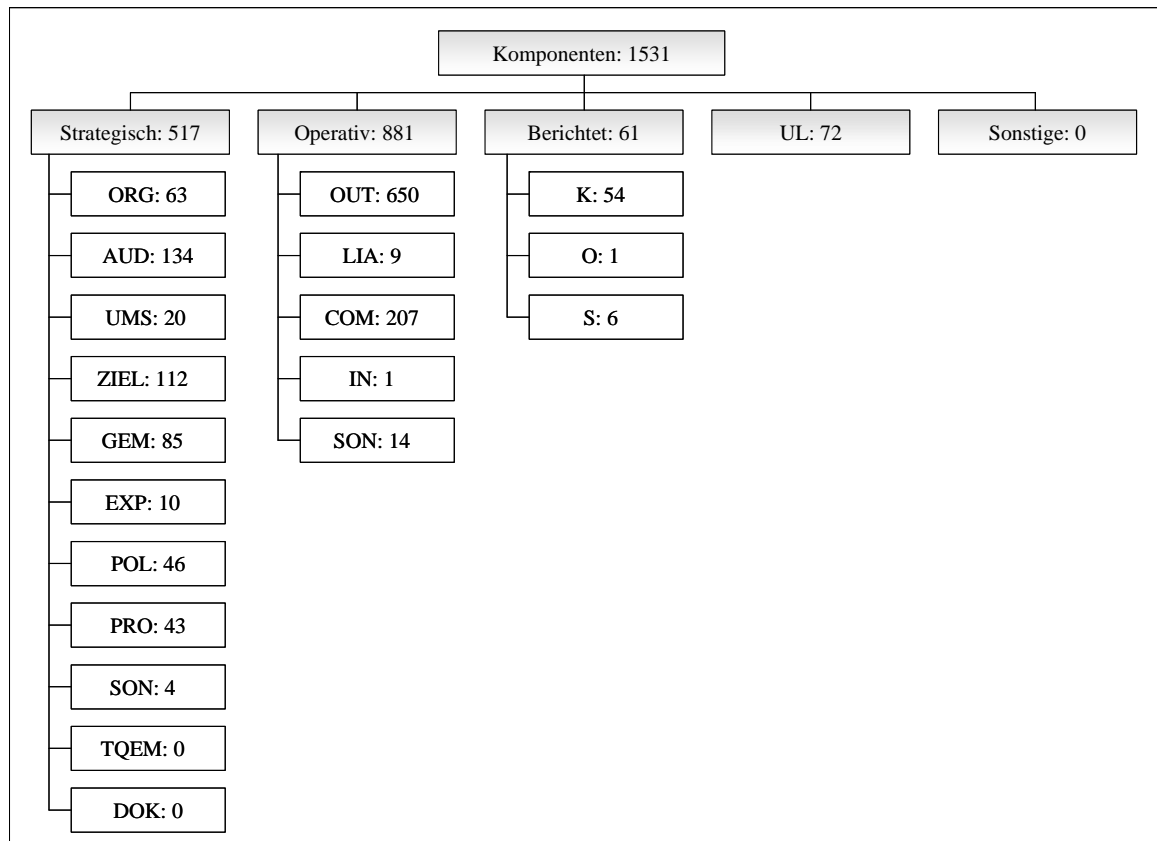 Komponenten: 1531
Strategisch: 517
Operativ: 881
Berichtet: 61
UL: 72
Sonstige: 0
ORG: 63
OUT: 650
K: 54
AUD: 134
LIA: 9
O: 1
UMS: 20
COM: 207
S: 6
ZIEL: 112
IN: 1
GEM: 85
SON: 14
EXP: 10
POL: 46
PRO: 43
SON: 4
TQEM: 0
DOK: 0